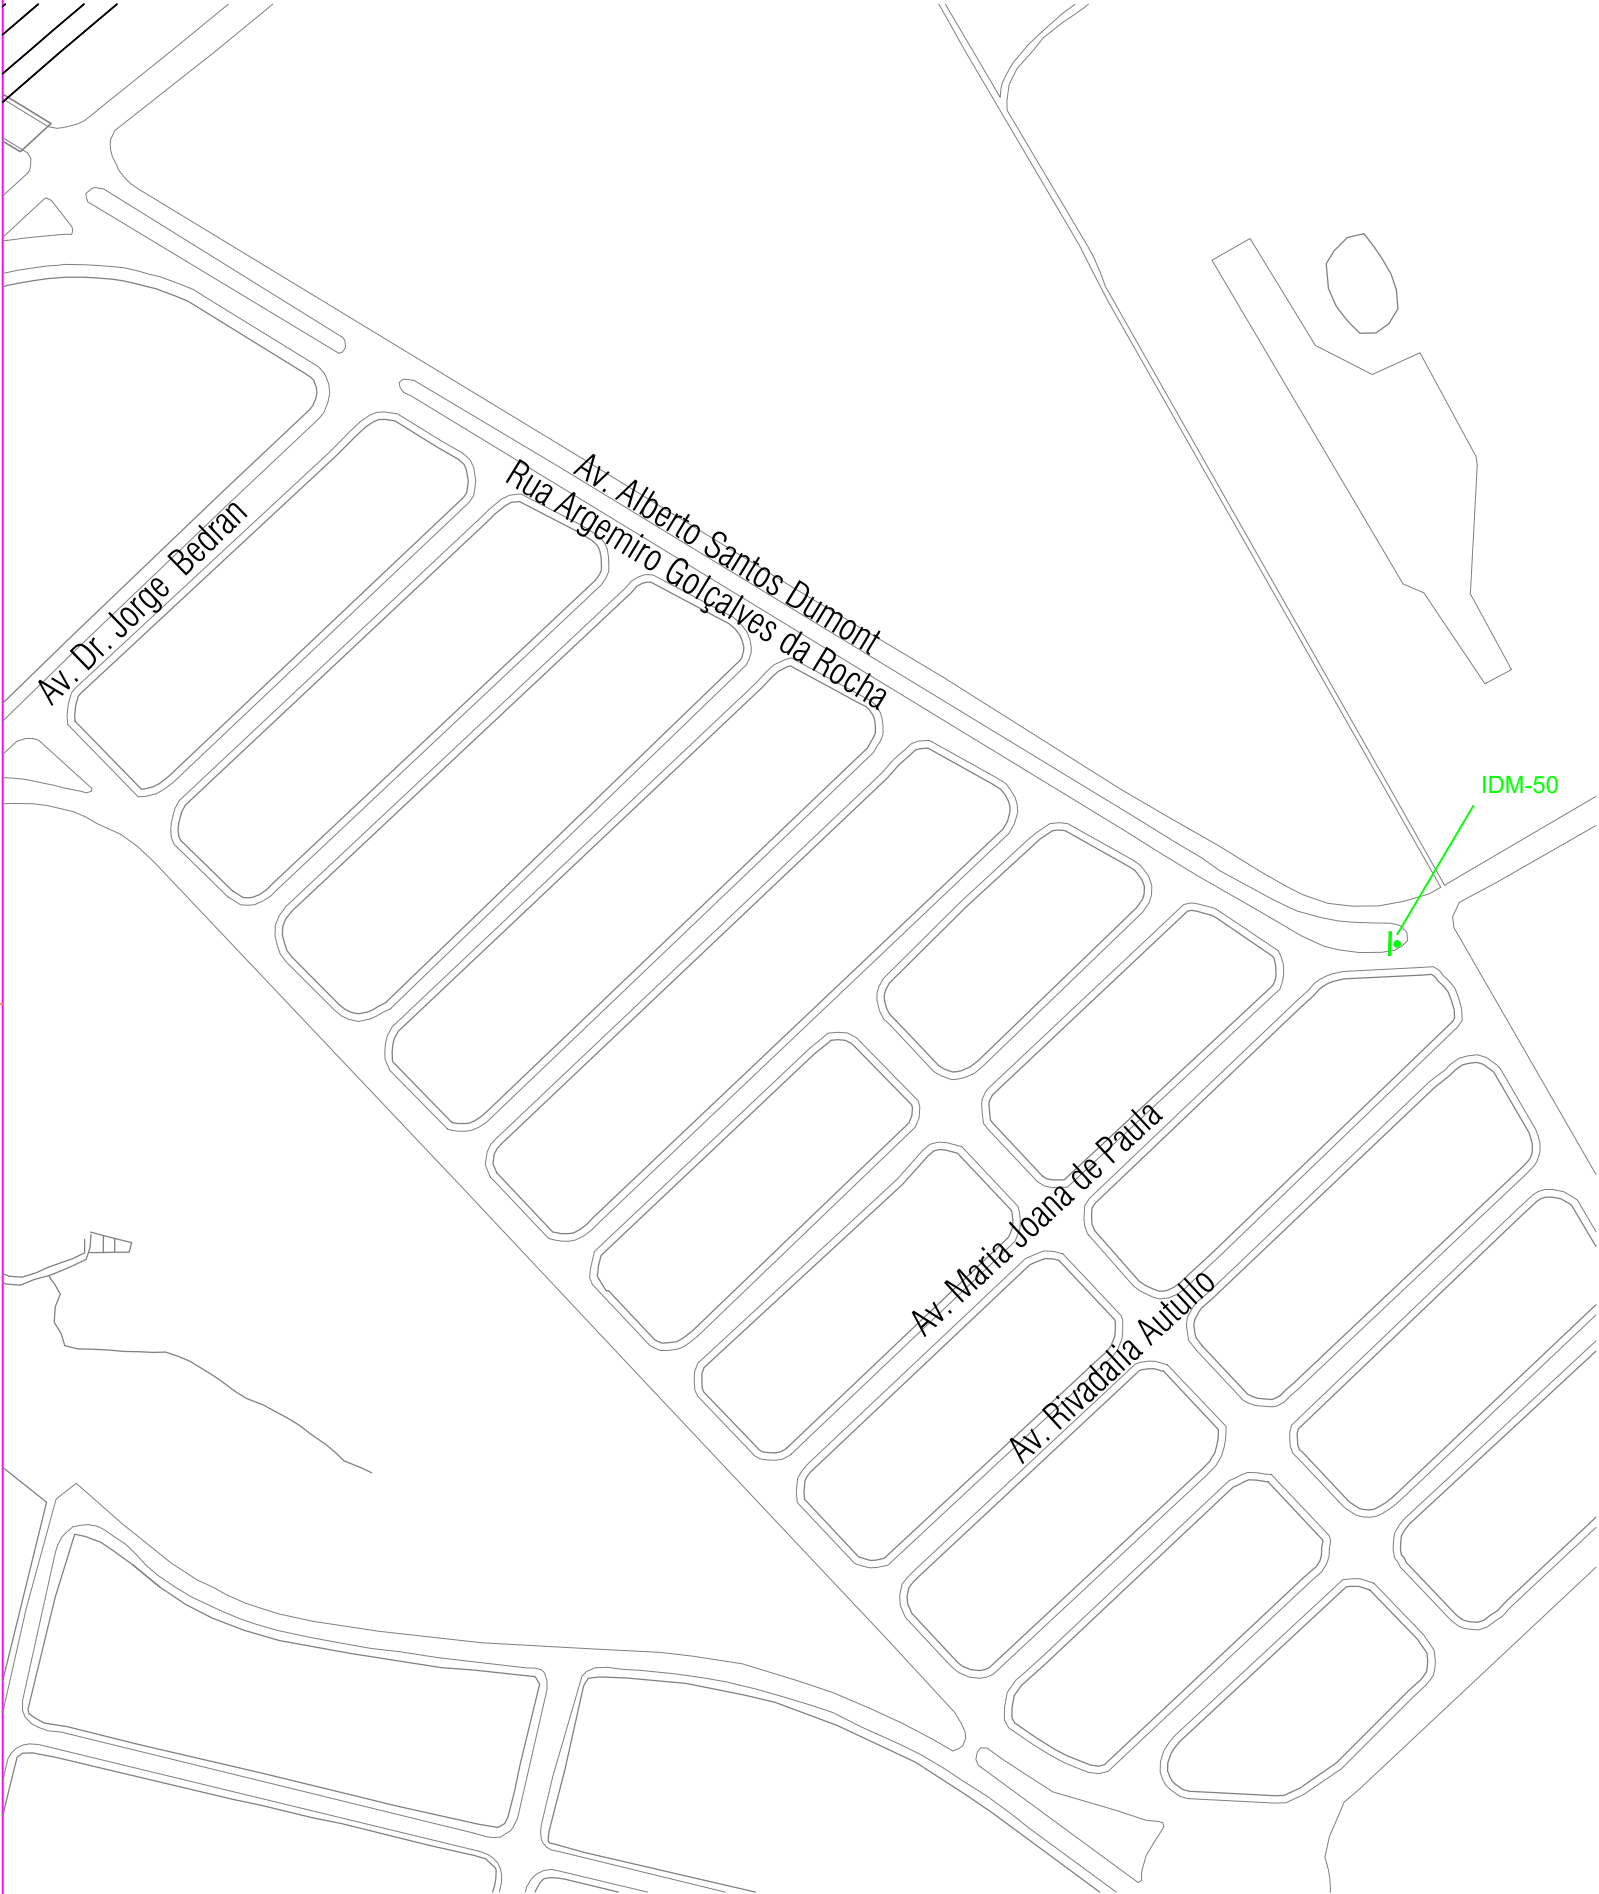 Av. Alberto Santos Dumont
Rua Argemiro Golçalves da Rocha
Av. Dr. Jorge Bedran
IDM-50
Av. Maria Joana de Paula
Av. Rivadalia Autullo